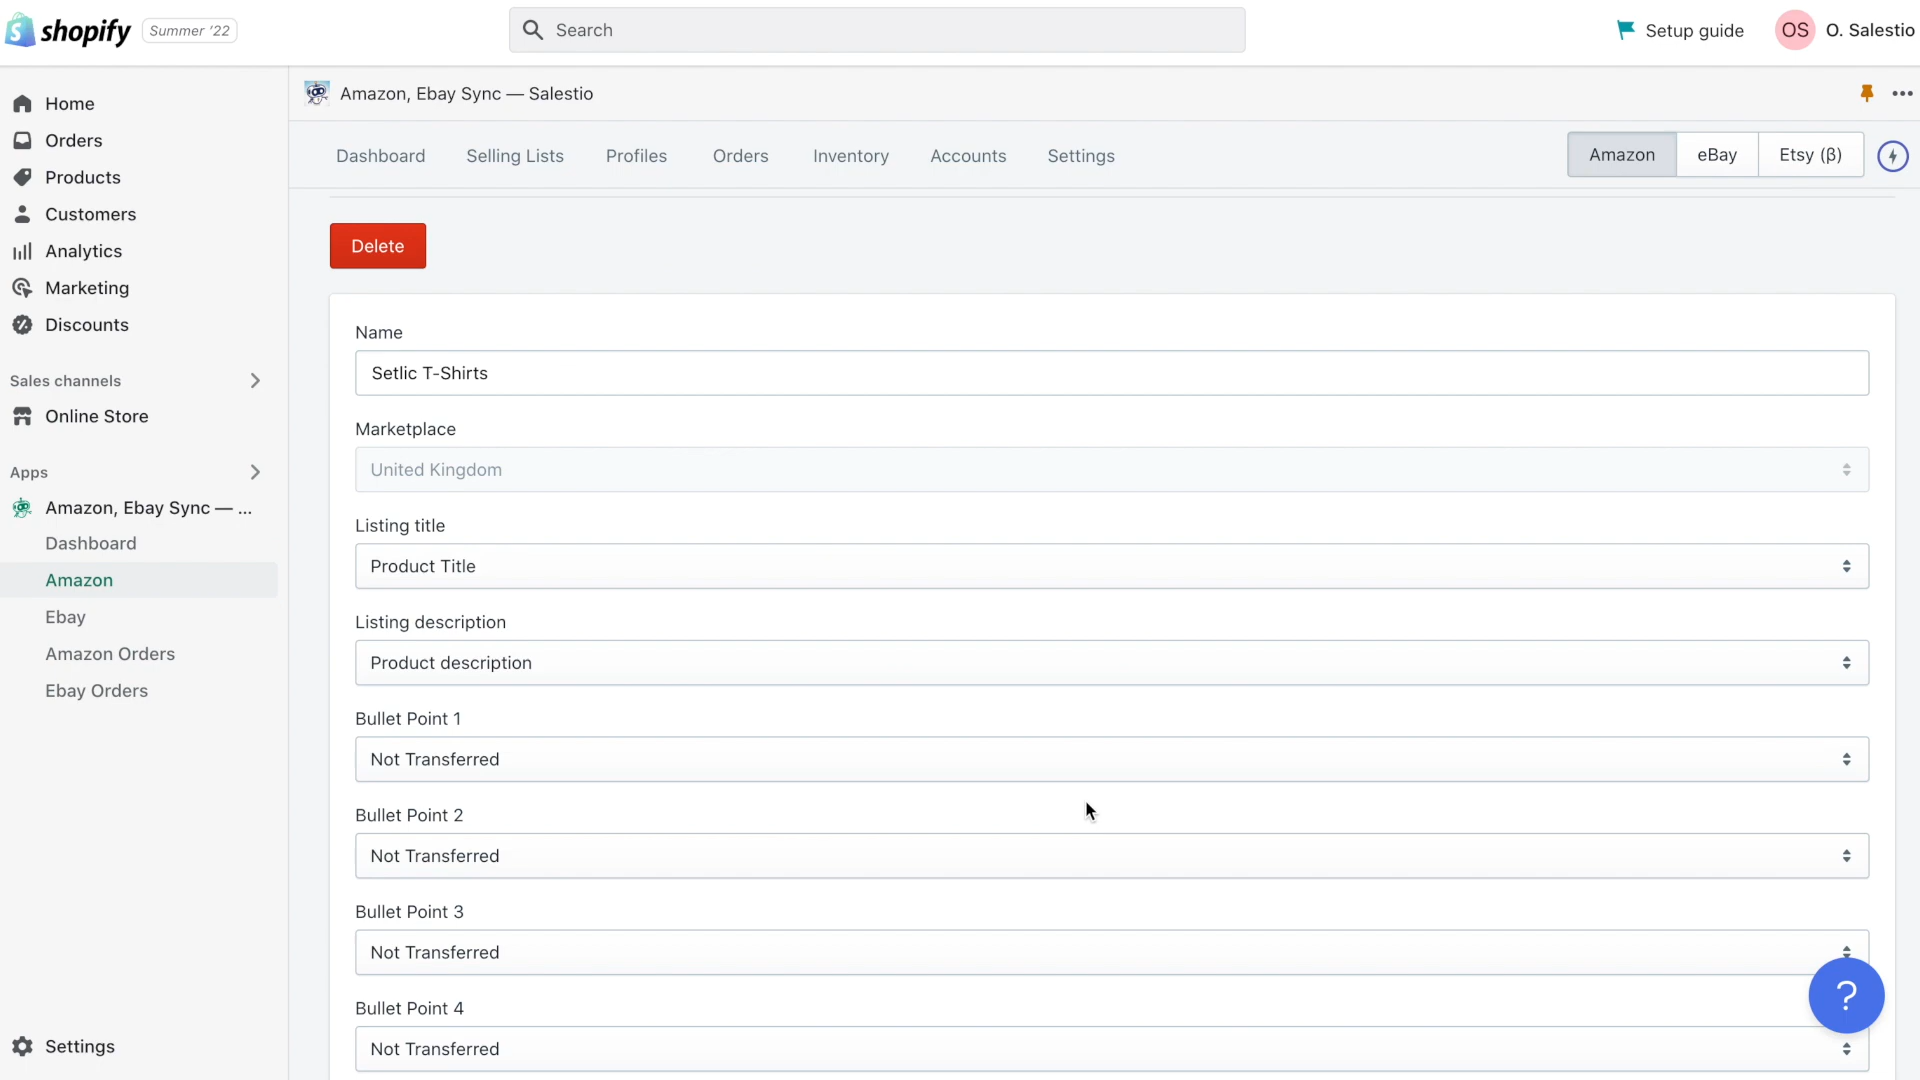 shopify
Summer '22
Search
Setup guide
OS
O. Salestio
Home
Orders
Products
Customers
Analytics
Marketing
Discounts
Sales channels
Online Store
Apps
Amazon, Ebay Sync — ...
Dashboard
Amazon
Ebay
Amazon Orders
Ebay Orders
Settings
Amazon, Ebay Sync — Salestio
Dashboard
Selling Lists
Profiles
Orders
Inventory
Accounts
Settings
Amazon
eBay
Etsy (β)
Delete
Name
Setlic T-Shirts
Marketplace
United Kingdom
Listing title
Product Title
Listing description
Product description
Bullet Point 1
Not Transferred
Bullet Point 2
Not Transferred
Bullet Point 3
Not Transferred
Bullet Point 4
Not Transferred
?